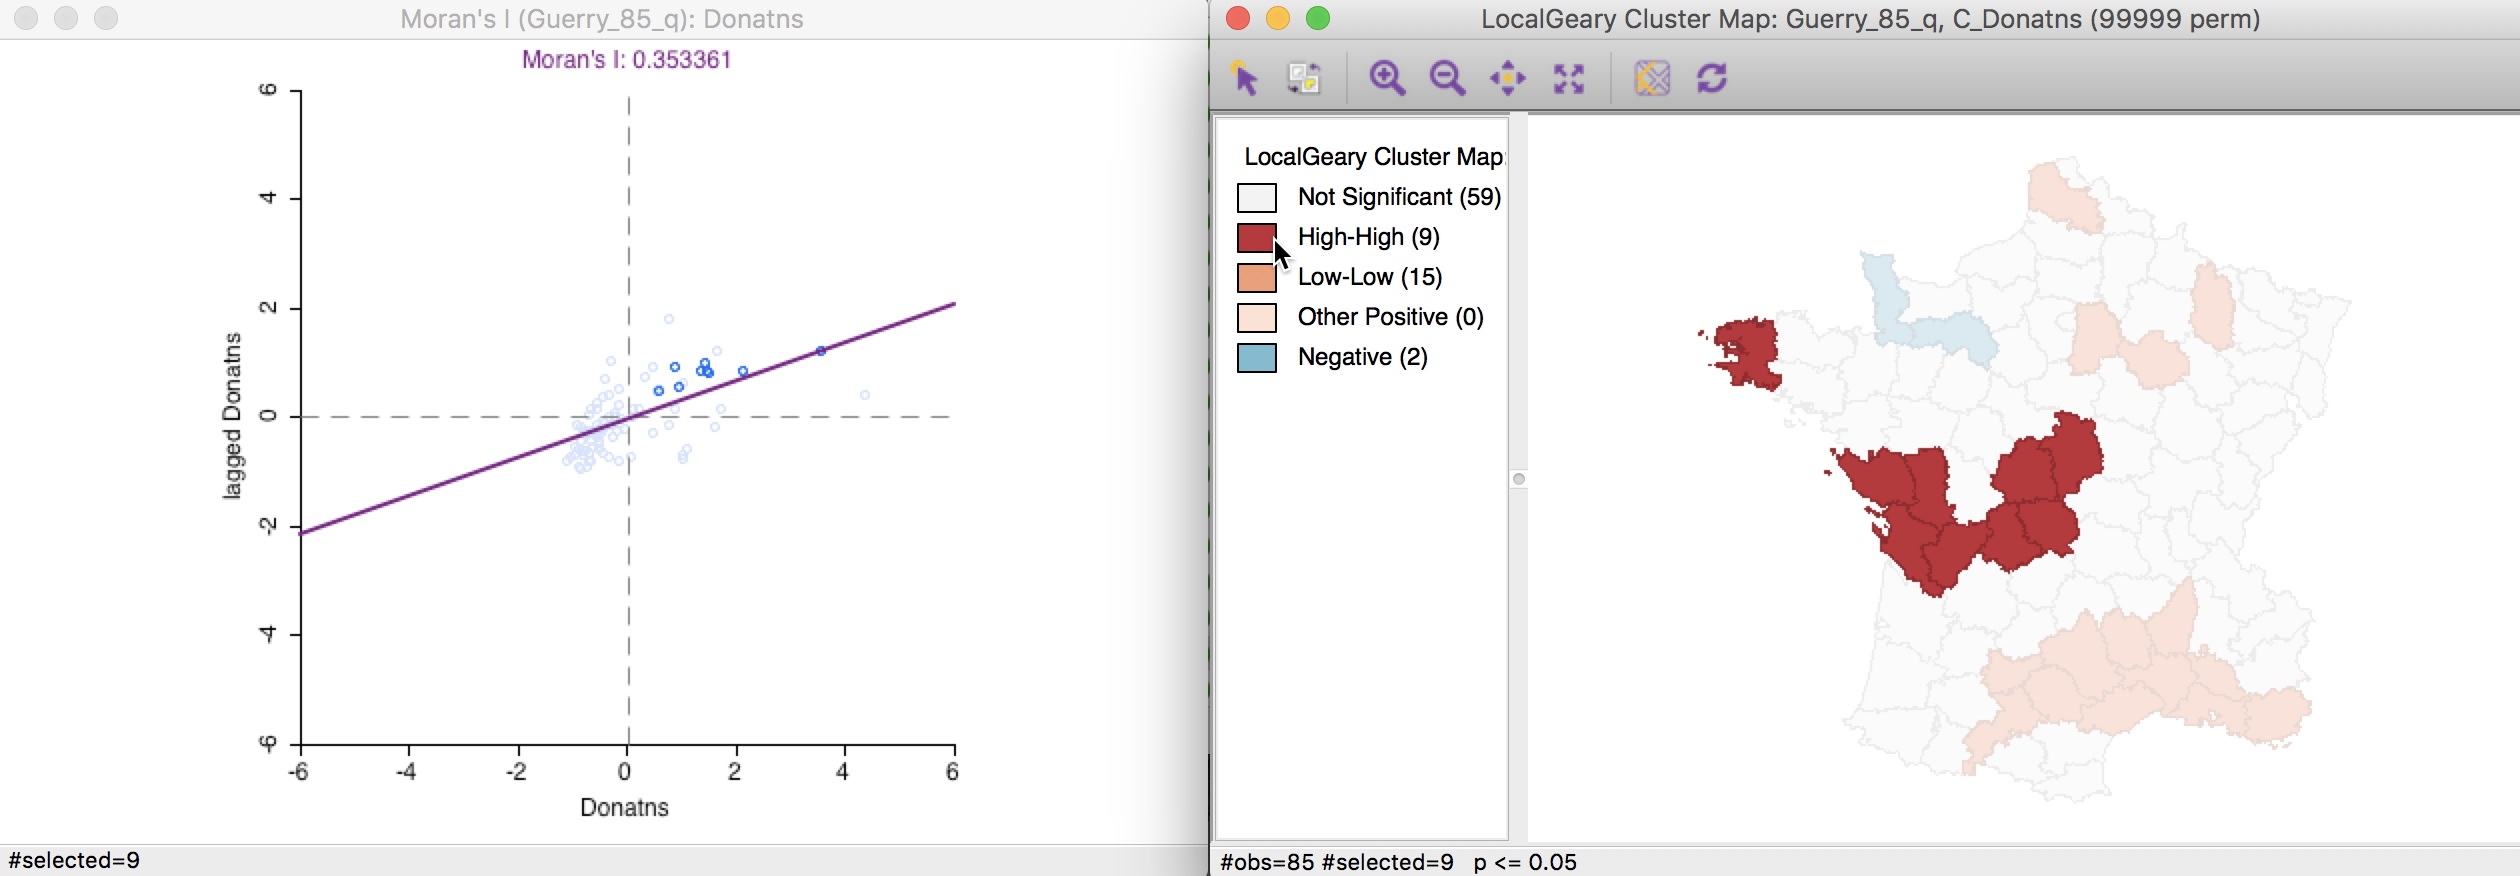 Moran's I (Guerry_85_q): Donatns
Moran's I: 0.353361
6
4
2
0
-2
-4
-6
lagged Donatns
-6 -4 -2 0 2 4 6
Donatns
#selected=9
LocalGeary Cluster Map: Guerry_85_q, C_Donatns (99999 perm)
LocalGeary Cluster Map:
Not Significant (59)
High-High (9)
Low-Low (15)
Other Positive (0)
Negative (2)
#obs=85 #selected=9 p <= 0.05